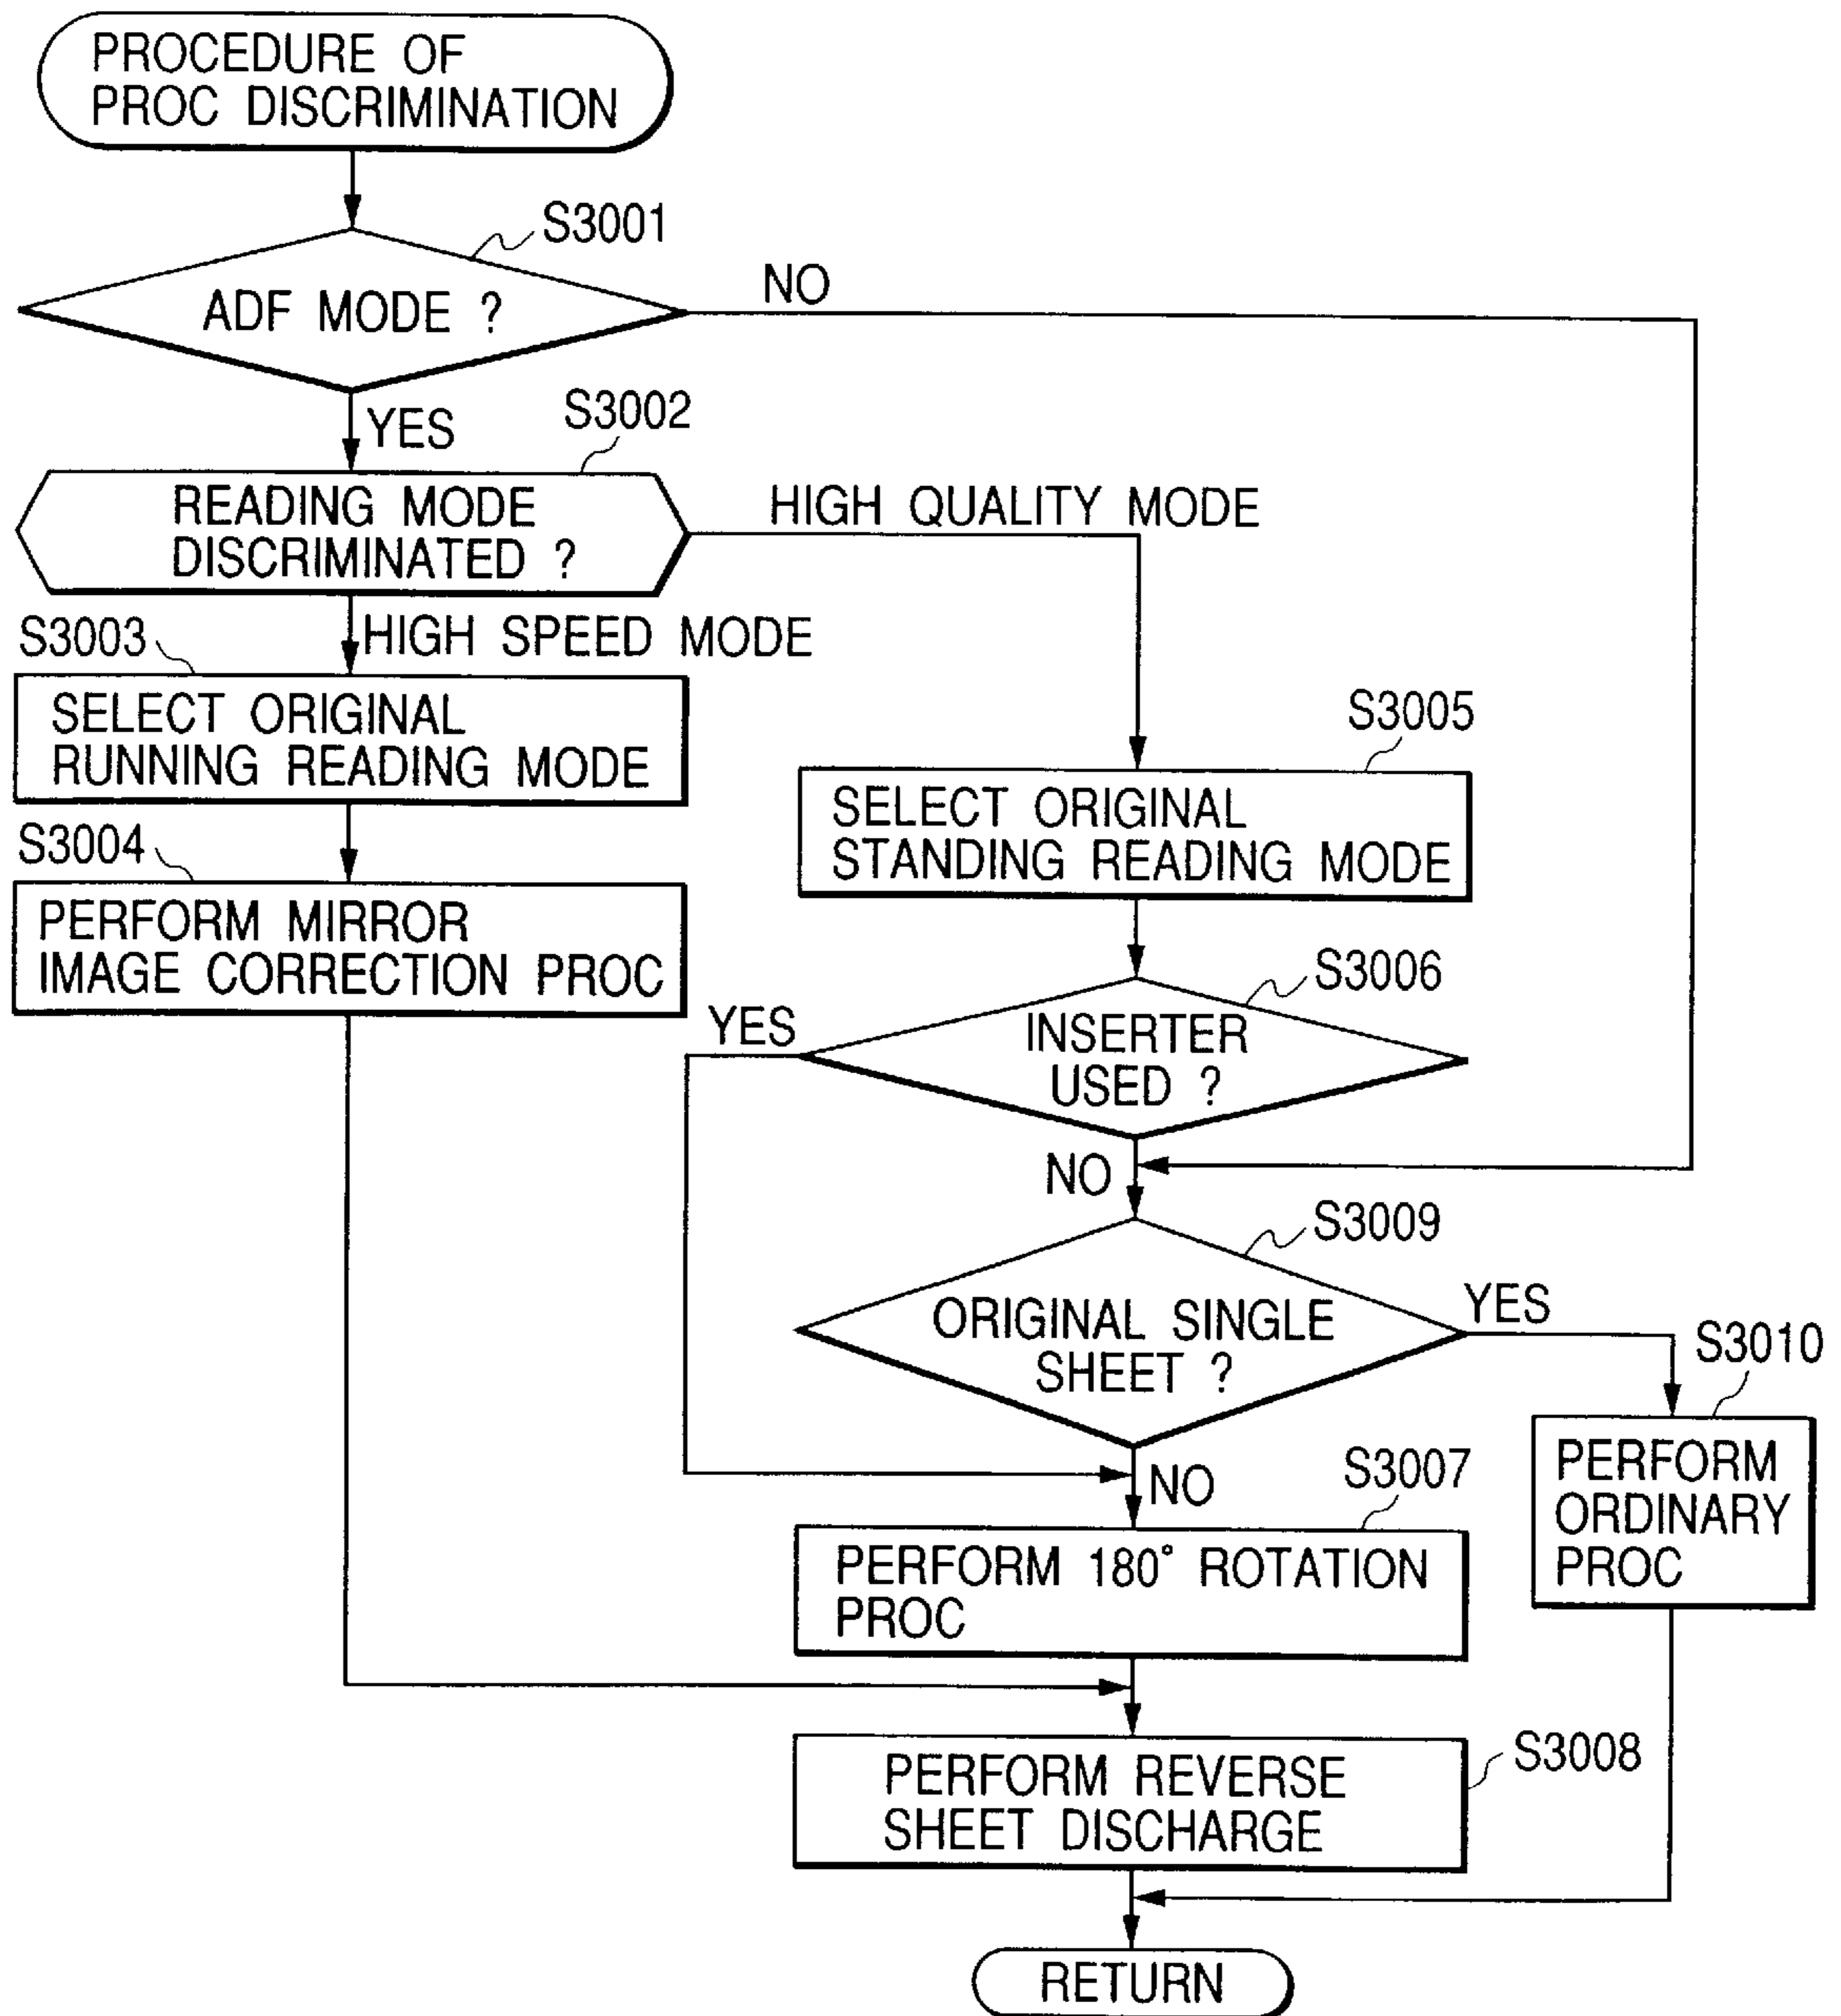 PROCEDURE OF
PROC DISCRIMINATION
S3001
ADF MODE ?
NO
YES
S3002
READING MODE
DISCRIMINATED ?
HIGH QUALITY MODE
HIGH SPEED MODE
S3003
SELECT ORIGINAL
RUNNING READING MODE
S3004
PERFORM MIRROR
IMAGE CORRECTION PROC
S3005
SELECT ORIGINAL
STANDING READING MODE
S3006
YES
INSERTER
USED ?
NO
S3009
ORIGINAL SINGLE
SHEET ?
YES
S3010
PERFORM
ORDINARY
PROC
NO
S3007
PERFORM 180° ROTATION
PROC
S3008
PERFORM REVERSE
SHEET DISCHARGE
RETURN